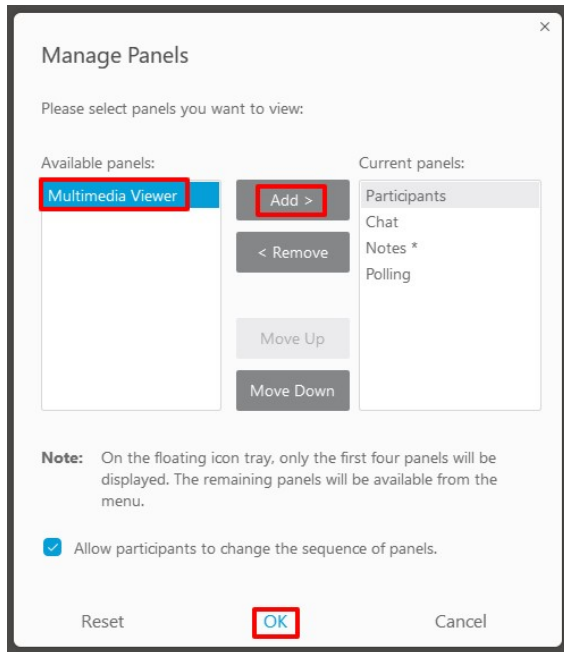 ×
Manage Panels
Please select panels you want to view:
Available panels:
Current panels:
Multimedia Viewer
Add >
< Remove
Move Up
Move Down
Participants
Chat
Notes *
Polling
Note: On the floating icon tray, only the first four panels will be
displayed. The remaining panels will be available from the
menu.
Allow participants to change the sequence of panels.
Reset
OK
Cancel